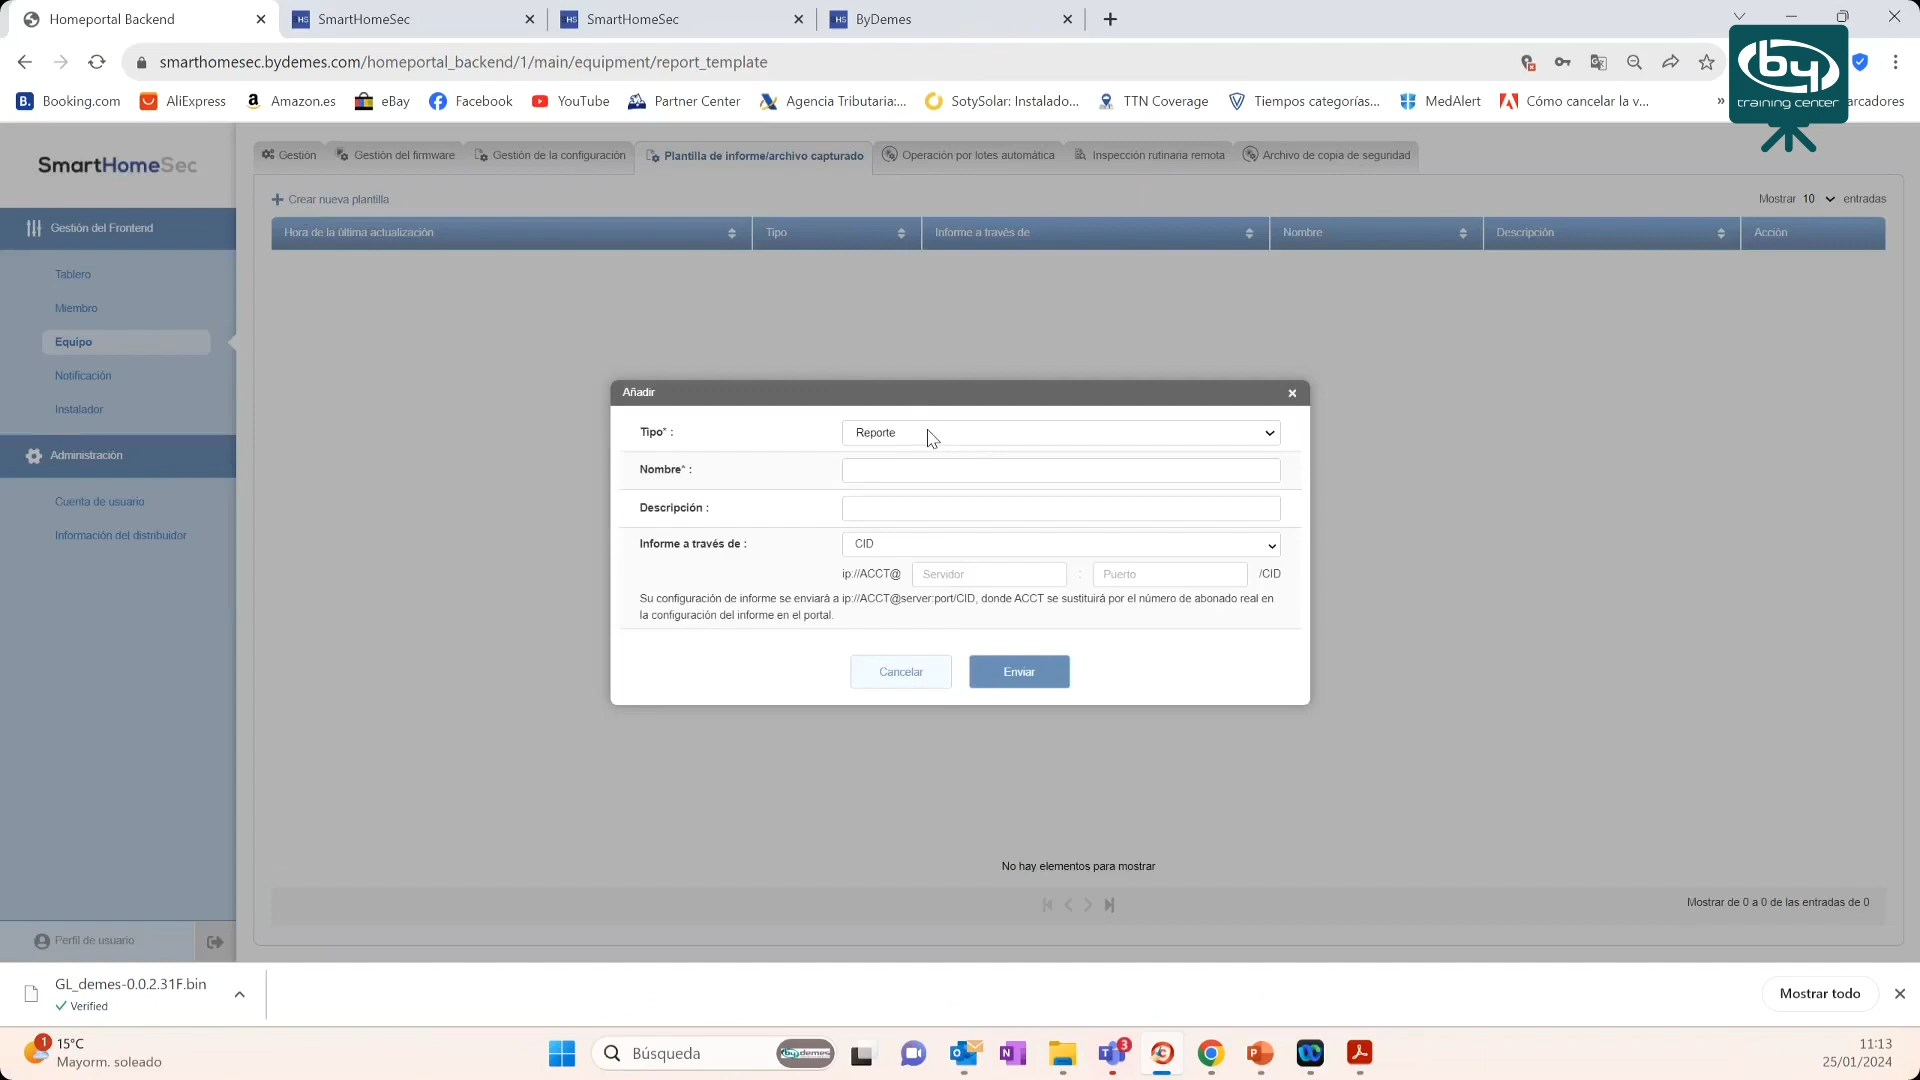 Homeportal Backend
SmartHomeSec
SmartHomeSec
ByDemes
smarthomesec.bydemes.com/homeportal_backend/1/main/equipment/report_template
Booking.com
AliExpress
Amazon.es
eBay
Facebook
YouTube
Partner Center
Agencia Tributaria:...
SotySolar: Instalado...
TTN Coverage
Tiempos categorías...
MedAlert
Cómo cancelar la v...
»
arcadores
by
training center
SmartHomeSec
Gestión
Gestión del firmware
Gestión de la configuración
Plantilla de informe/archivo capturado
Operación por lotes automática
Inspección rutinaria remota
Archivo de copia de seguridad
Crear nueva plantilla
Mostrar 10 entradas
Gestión del Frontend
Hora de la última actualización
Tipo
Informe a través de
Nombre
Descripción
Acción
Tablero
Miembro
Equipo
Notificación
Instalador
Administración
Cuenta de usuario
Información del distribuidor
Añadir
Tipo* :
Reporte
Nombre* :
Descripción :
Informe a través de :
CID
ip://ACCT@
Servidor
:
Puerto
/CID
Su configuración de informe se enviará a ip://ACCT@server:port/CID, donde ACCT se sustituirá por el número de abonado real en
la configuración del informe en el portal.
Cancelar
Enviar
No hay elementos para mostrar
Mostrar de 0 a 0 de las entradas de 0
Perfil de usuario
GL_demes-0.0.2.31F.bin
Verified
Mostrar todo
1
15°C
Mayorm. soleado
Búsqueda
bydemes
3
11:13
25/01/2024